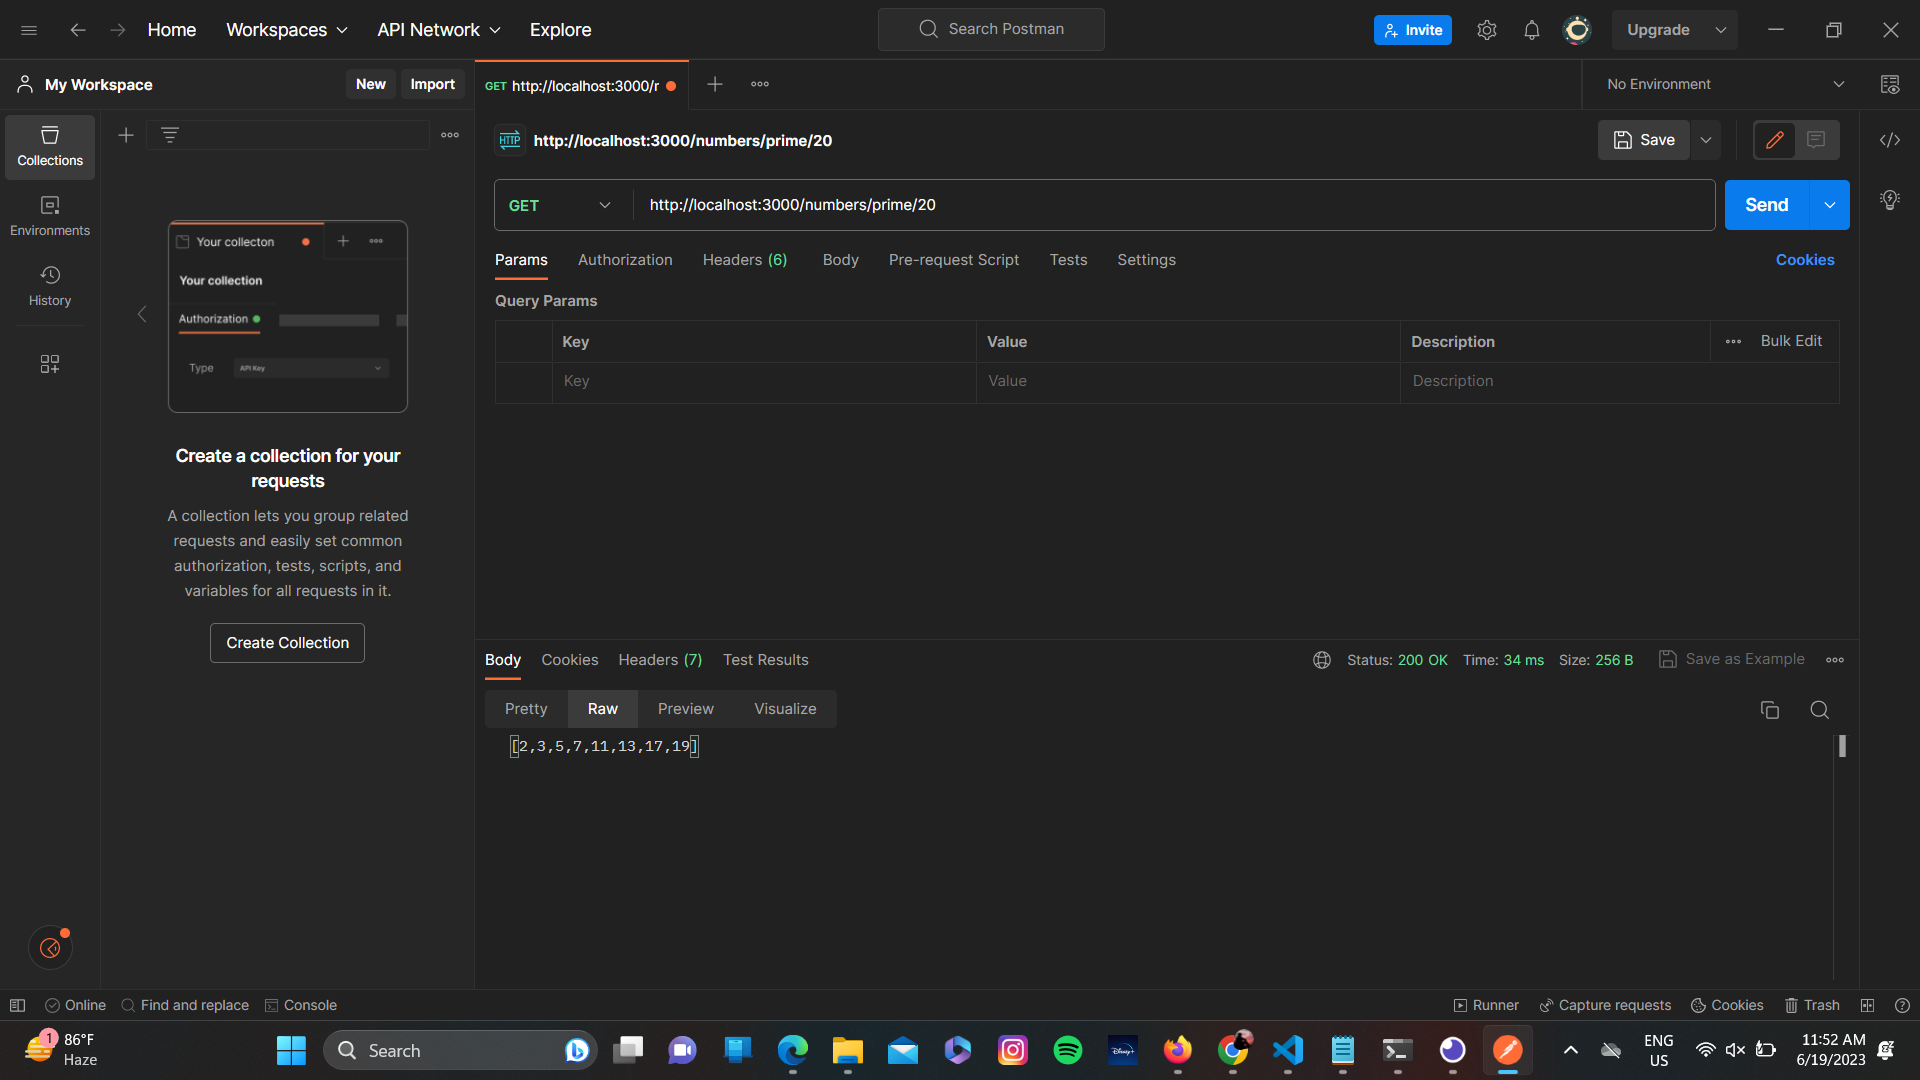 Home
Workspaces
API Network
Explore
Search Postman
Invite
Upgrade
My Workspace
New
Import
GET http://localhost:3000/r
No Environment
Collections
Environments
History
HTTP http://localhost:3000/numbers/prime/20
Save
GET
http://localhost:3000/numbers/prime/20
Send
Params
Authorization
Headers (6)
Body
Pre-request Script
Tests
Settings
Cookies
Query Params
Key
Value
Description
Bulk Edit
Key
Value
Description
Your collecton
Your collection
Authorization
Type
API Key
Create a collection for your
requests
A collection lets you group related
requests and easily set common
authorization, tests, scripts, and
variables for all requests in it.
Create Collection
Body
Cookies
Headers (7)
Test Results
Status: 200 OK
Time: 34 ms
Size: 256 B
Save as Example
Pretty
Raw
Preview
Visualize
[2,3,5,7,11,13,17,19]
Online
Find and replace
Console
Runner
Capture requests
Cookies
Trash
1
86°F
Haze
Search
Disney+
ENG
US
11:52 AM
6/19/2023